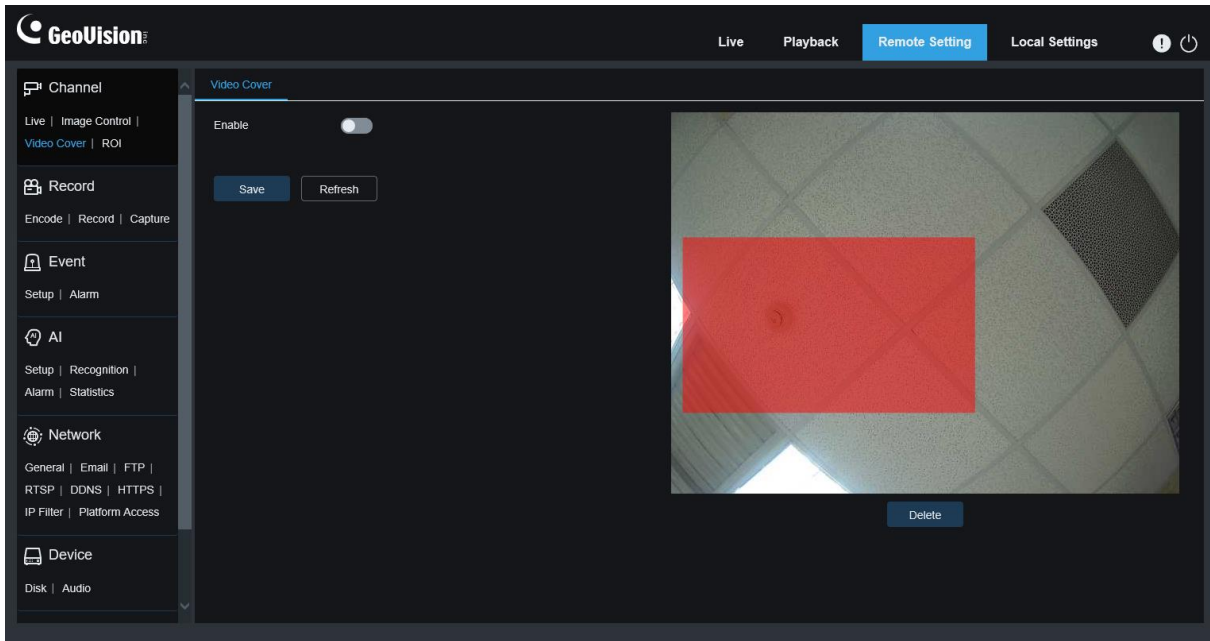 GeoVision INC
Live Playback Remote Setting Local Settings
Channel
Live | Image Control |
Video Cover | ROI
Record
Encode | Record | Capture
Event
Setup | Alarm
AI
Setup | Recognition |
Alarm | Statistics
Network
General | Email | FTP |
RTSP | DDNS | HTTPS |
IP Filter | Platform Access
Device
Disk | Audio
Video Cover
Enable
Save Refresh
Delete